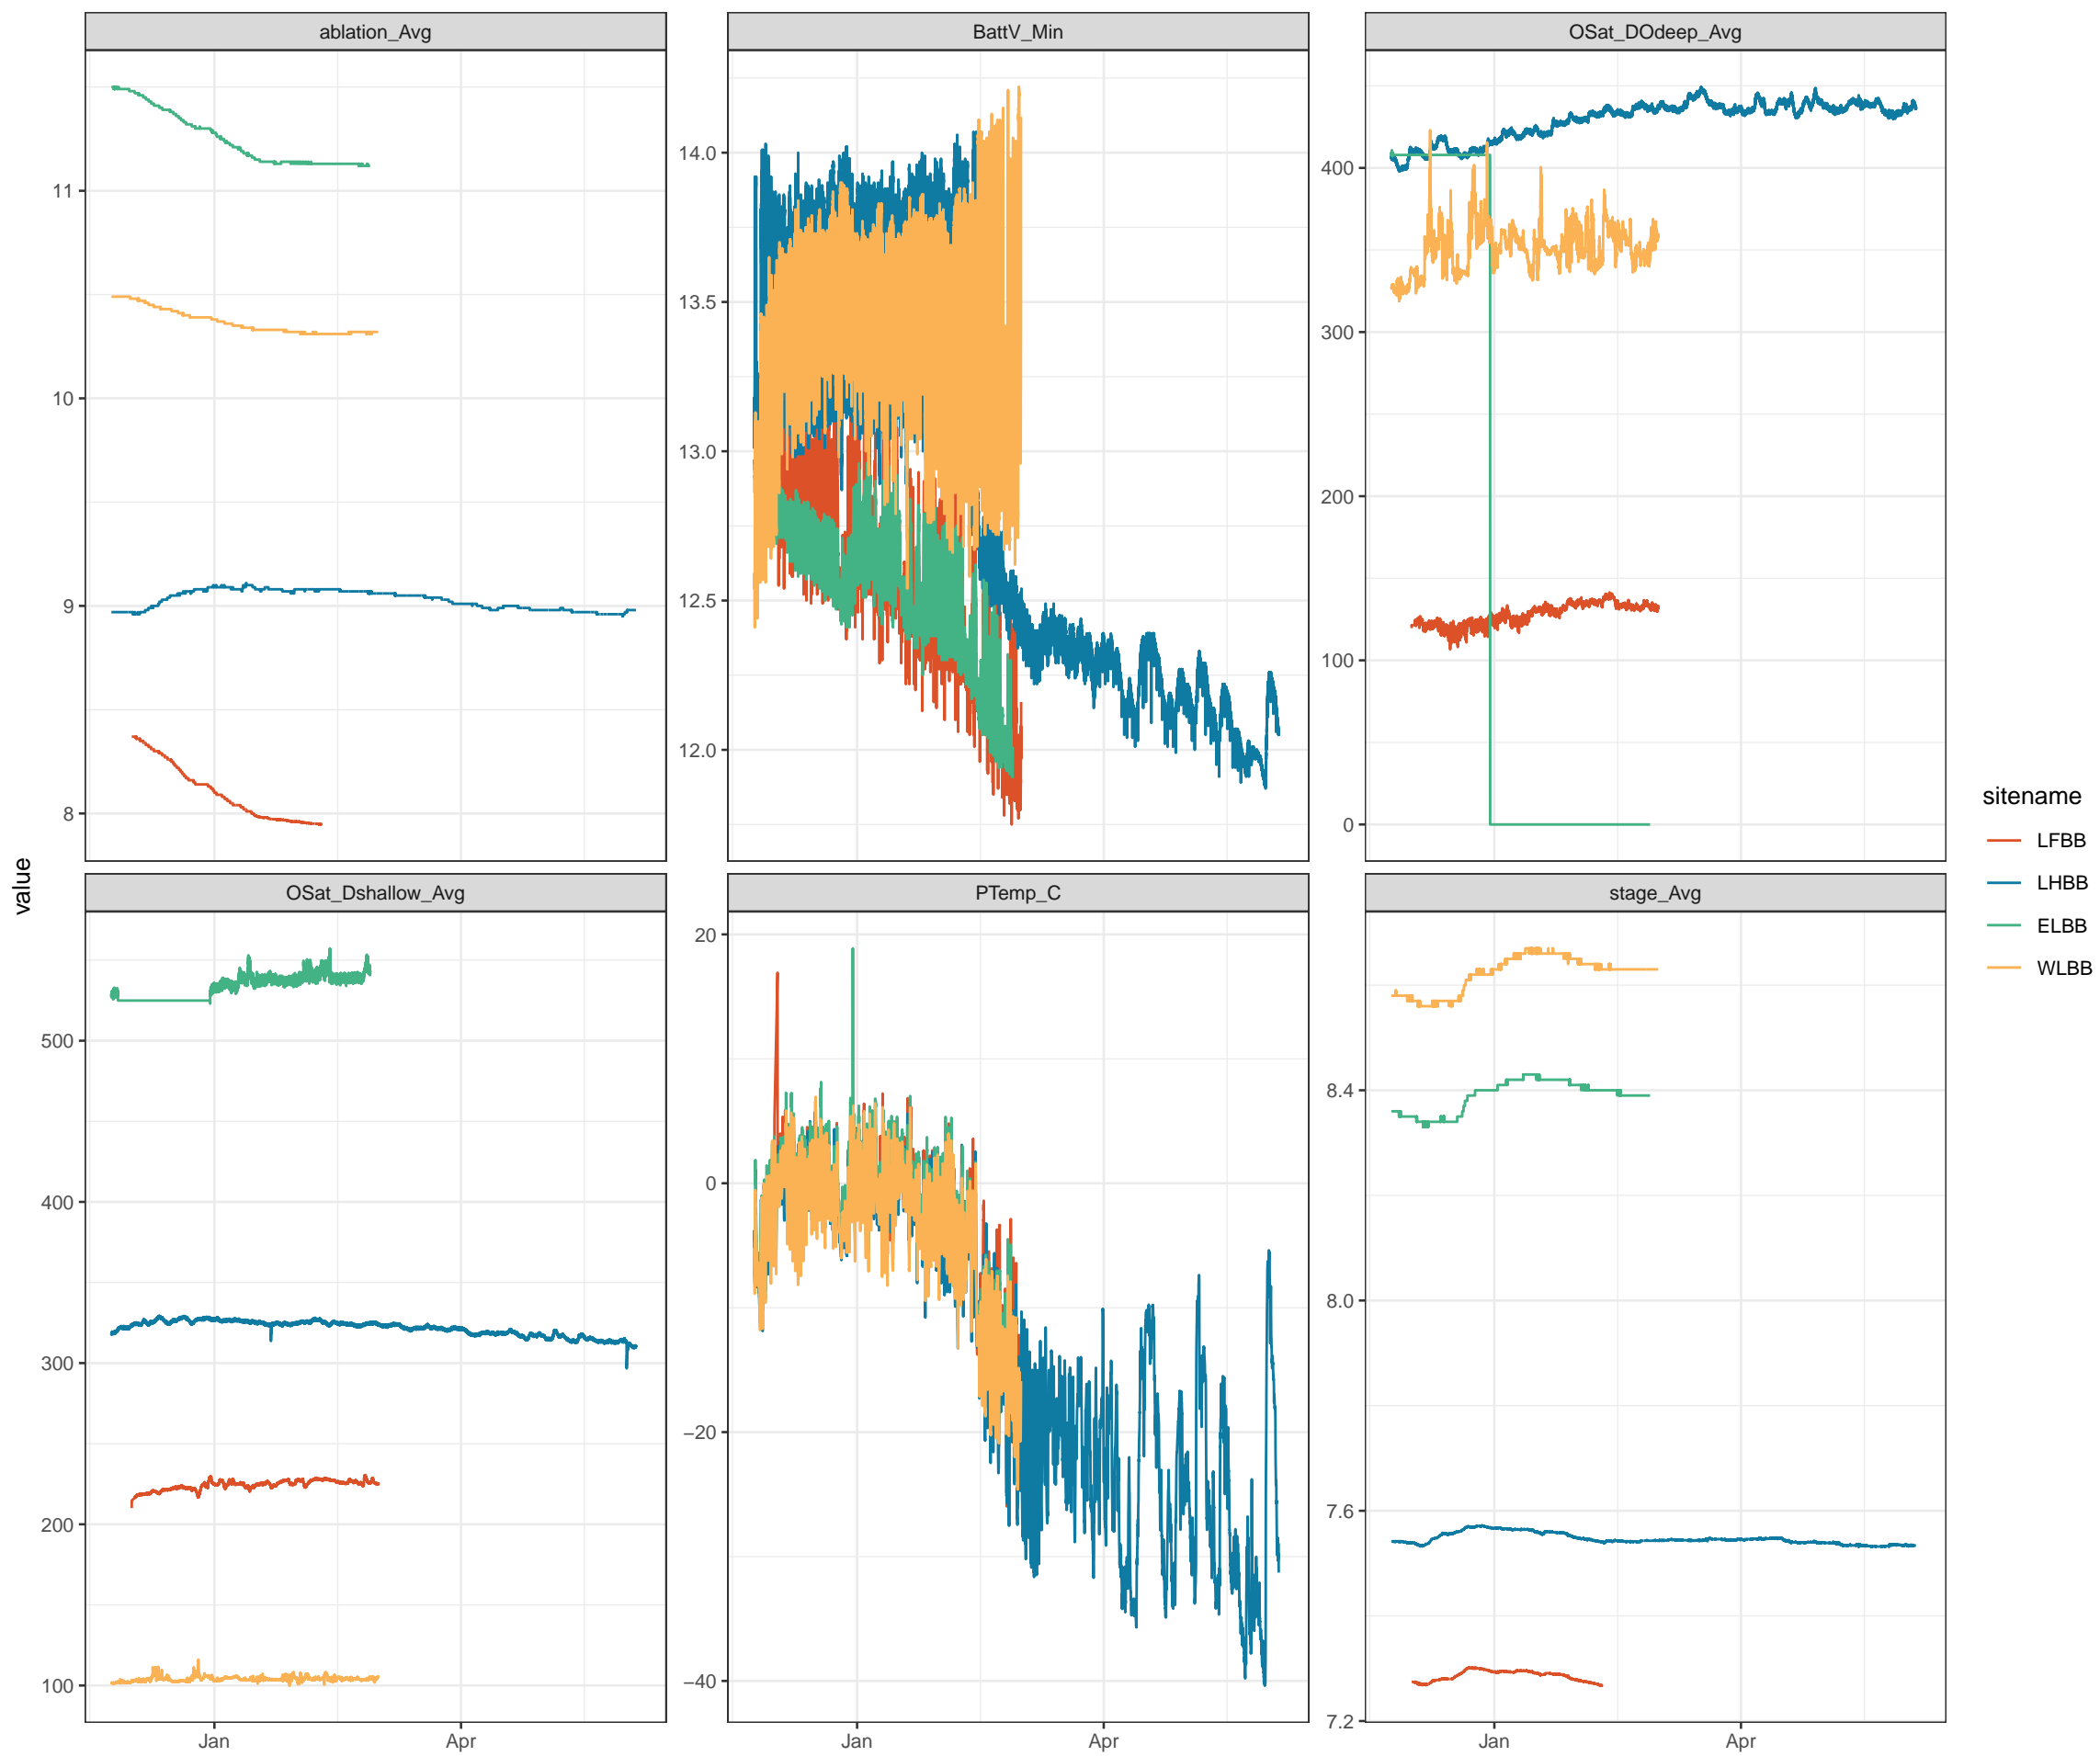 ablation_Avg
BattV_Min
OSat_DOdeep_Avg
11
10
9
8
14.0
13.5
13.0
12.5
12.0
400
300
200
100
0
value
OSat_Dshallow_Avg
PTemp_C
stage_Avg
500
400
300
200
100
20
0
−20
−40
8.4
8.0
7.6
7.2
Jan
Apr
Jan
Apr
Jan
Apr
sitename
LFBB
LHBB
ELBB
WLBB